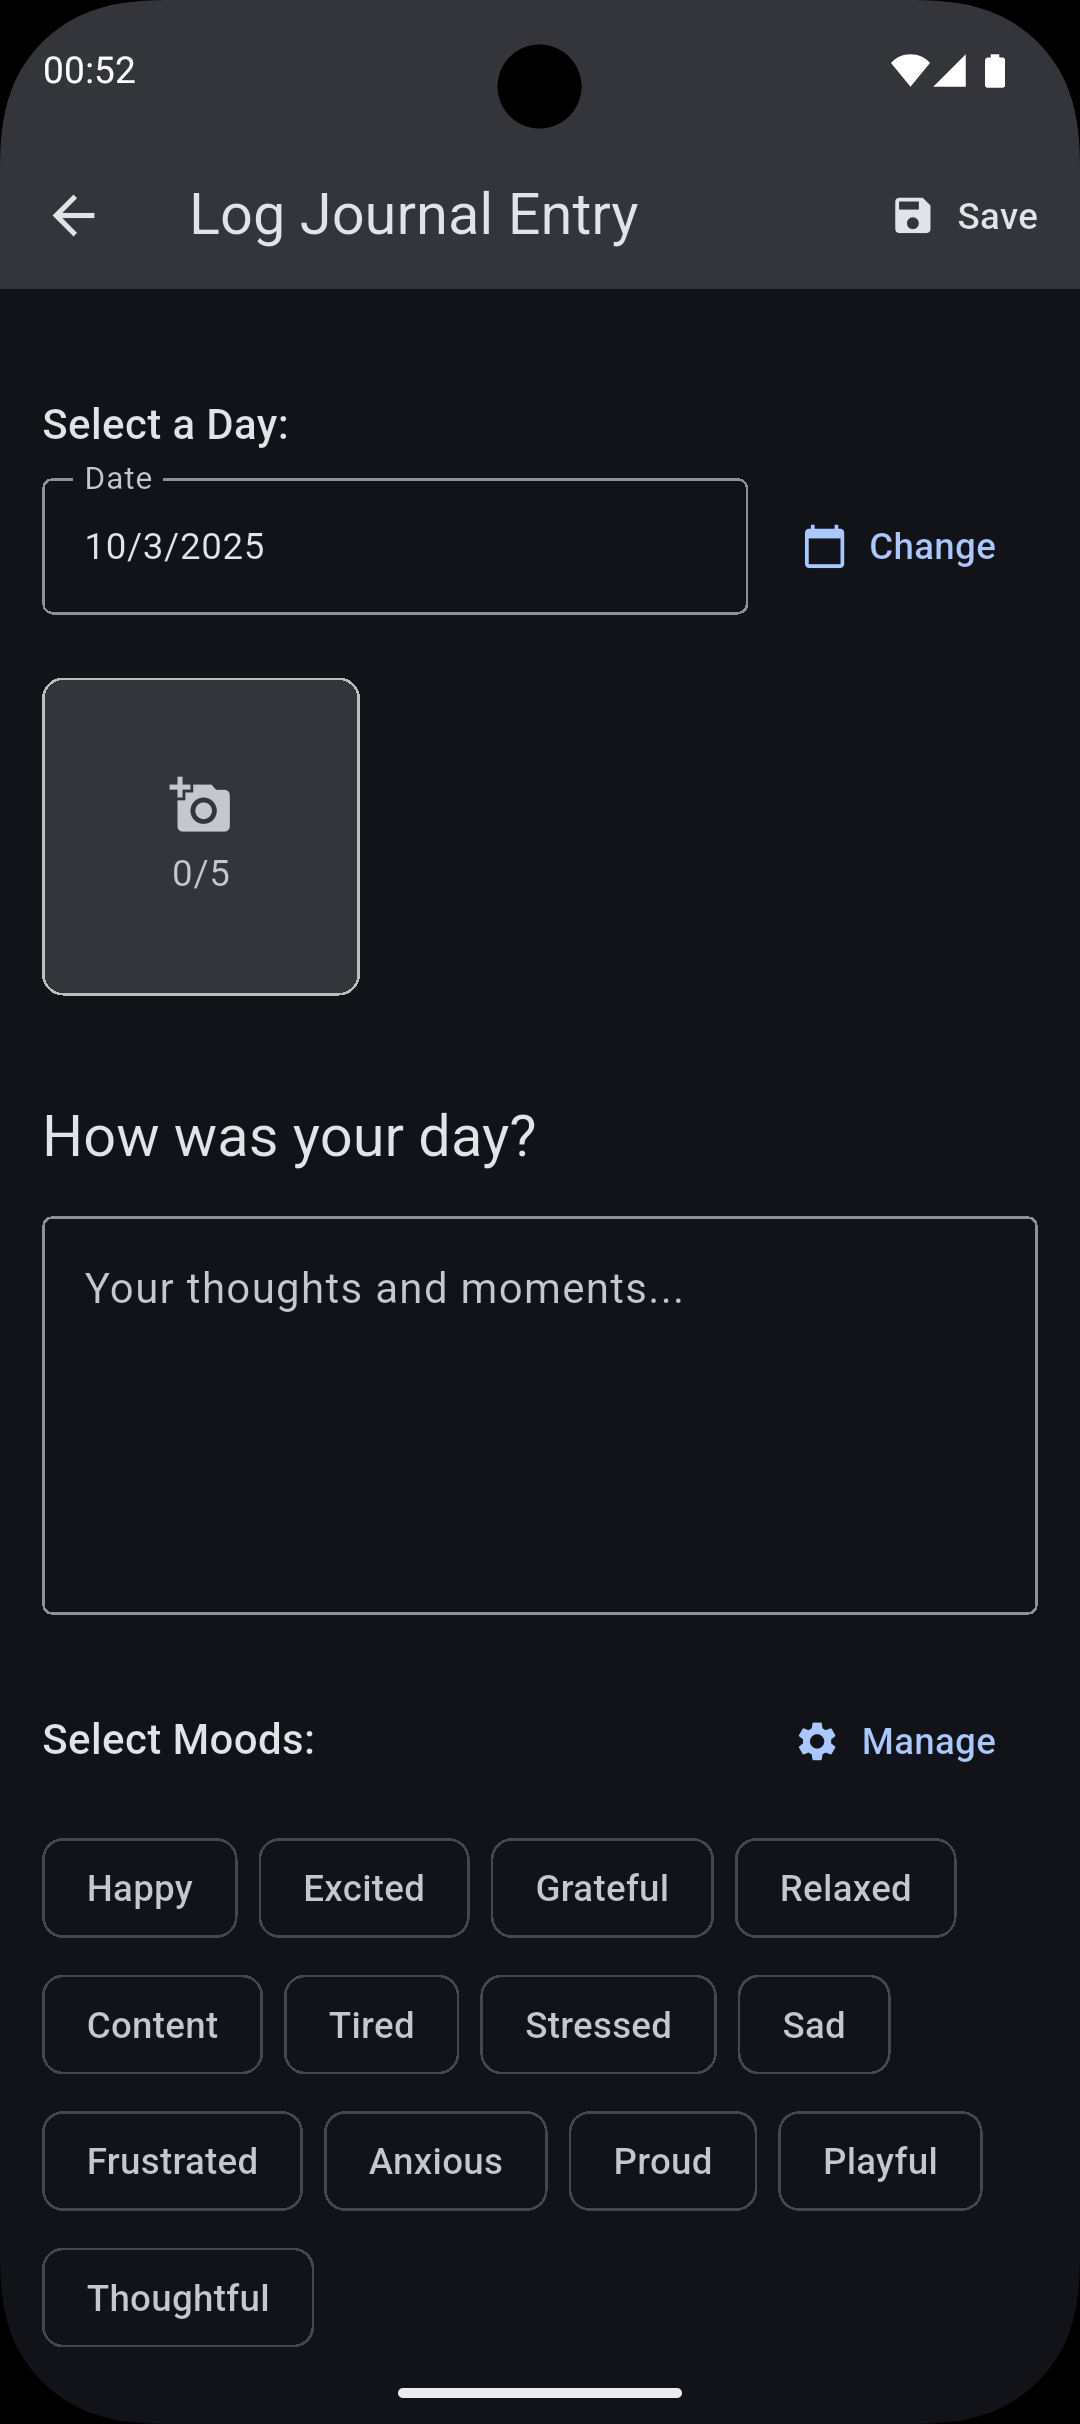 00:52
Log Journal Entry
Save
Select a Day:
Date
10/3/2025
Change
0/5
How was your day?
Your thoughts and moments...
Select Moods:
Manage
Happy Excited Grateful Relaxed
Content Tired Stressed Sad
Frustrated Anxious Proud Playful
Thoughtful